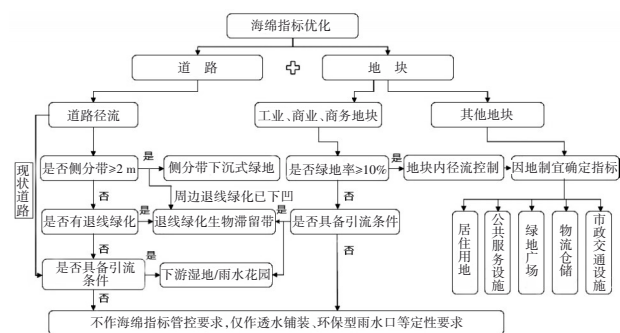 海绵指标优化
道 路
地 块
道路径流
工业、商业、商务地块
其他地块
现状道路
是否侧分带≥2 m
是
侧分带下沉式绿地
是否绿地率≥10%
是
地块内径流控制
因地制宜确定指标
否
是
周边退线绿化已下凹
否
是否有退线绿化
是
退线绿化生物滞留带
是
是否具备引流条件
否
是否具备引流
条件
是
下游湿地/雨水花园
否
居住用地
公共服务设施
绿地广场
物流仓储
市政交通设施
否
不作海绵指标管控要求，仅作透水铺装、环保型雨水口等定性要求